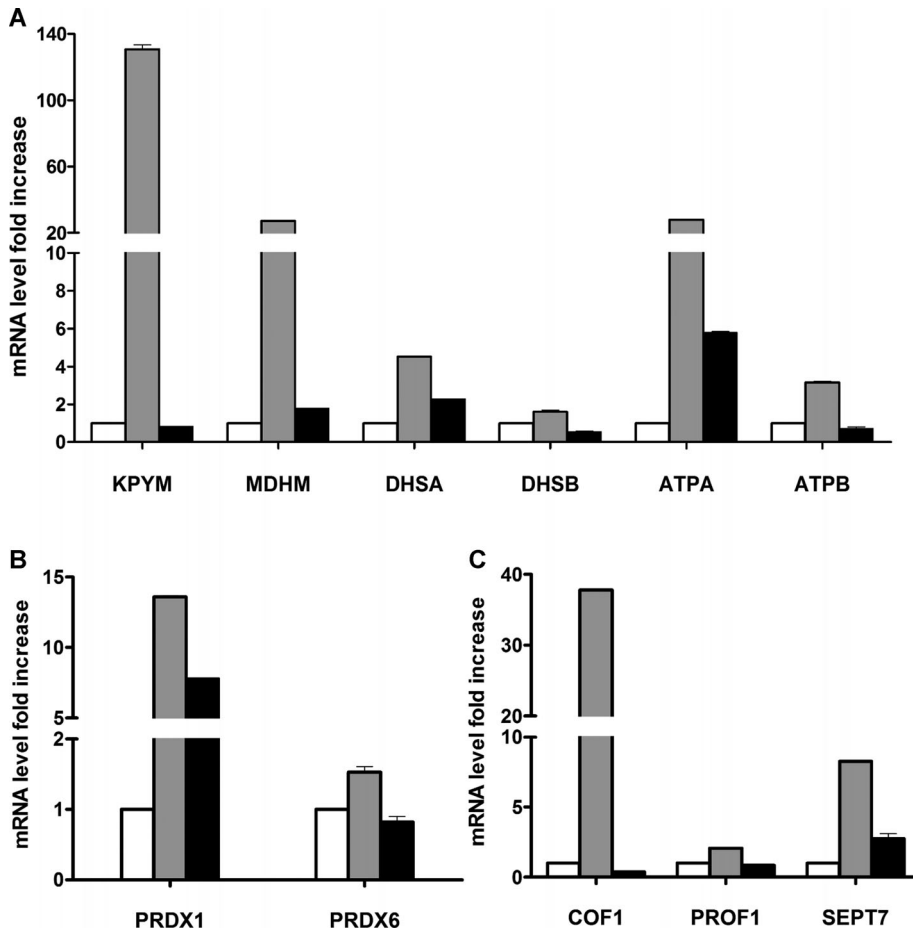 A
mRNA level fold increase
140
100
60
20
10
8
6
4
2
0
KPYM MDHM DHSA DHSB ATPA ATPB
B
mRNA level fold increase
15
10
5
2
1
0
PRDX1 PRDX6
C
mRNA level fold increase
40
30
20
10
5
0
COF1 PROF1 SEPT7